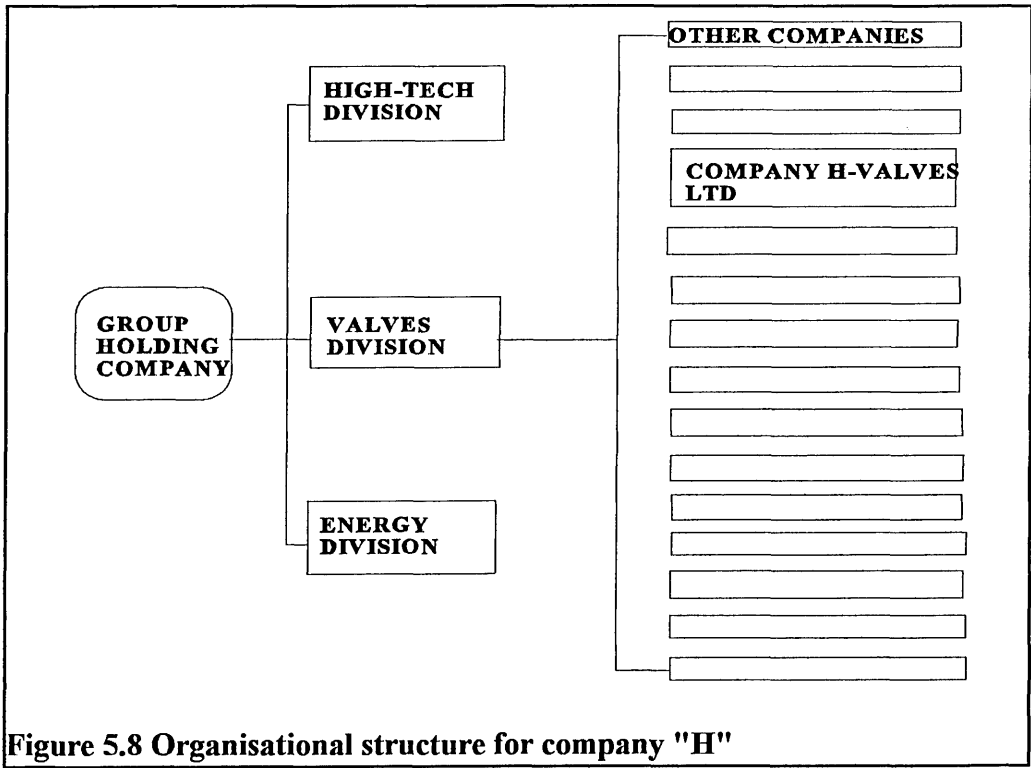 GROUP
HOLDING
COMPANY
HIGH-TECH
DIVISION
VALVES
DIVISION
ENERGY
DIVISION
OTHER COMPANIES
COMPANY H-VALVES
LTD
Figure 5.8 Organisational structure for company "H"